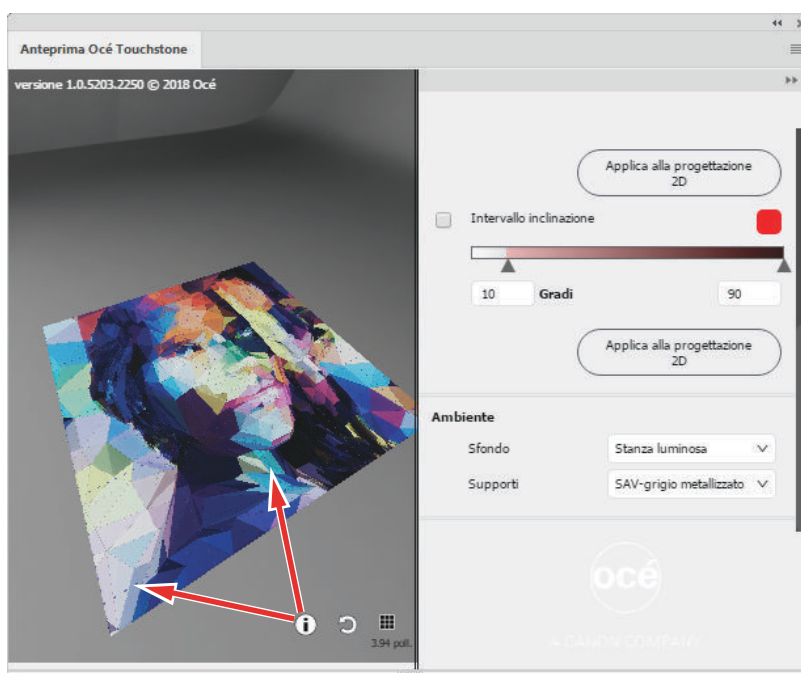 Anteprima Océ Touchstone
versione 1.0.5203.2250 © 2018 Océ
Applica alla progettazione
2D
Intervallo inclinazione
10 Gradi 90
Applica alla progettazione
2D
Ambiente
Sfondo Stanza luminosa
Supporti SAV-grigio metallizzato
océ
A CANON COMPANY
i
3.94 poll.